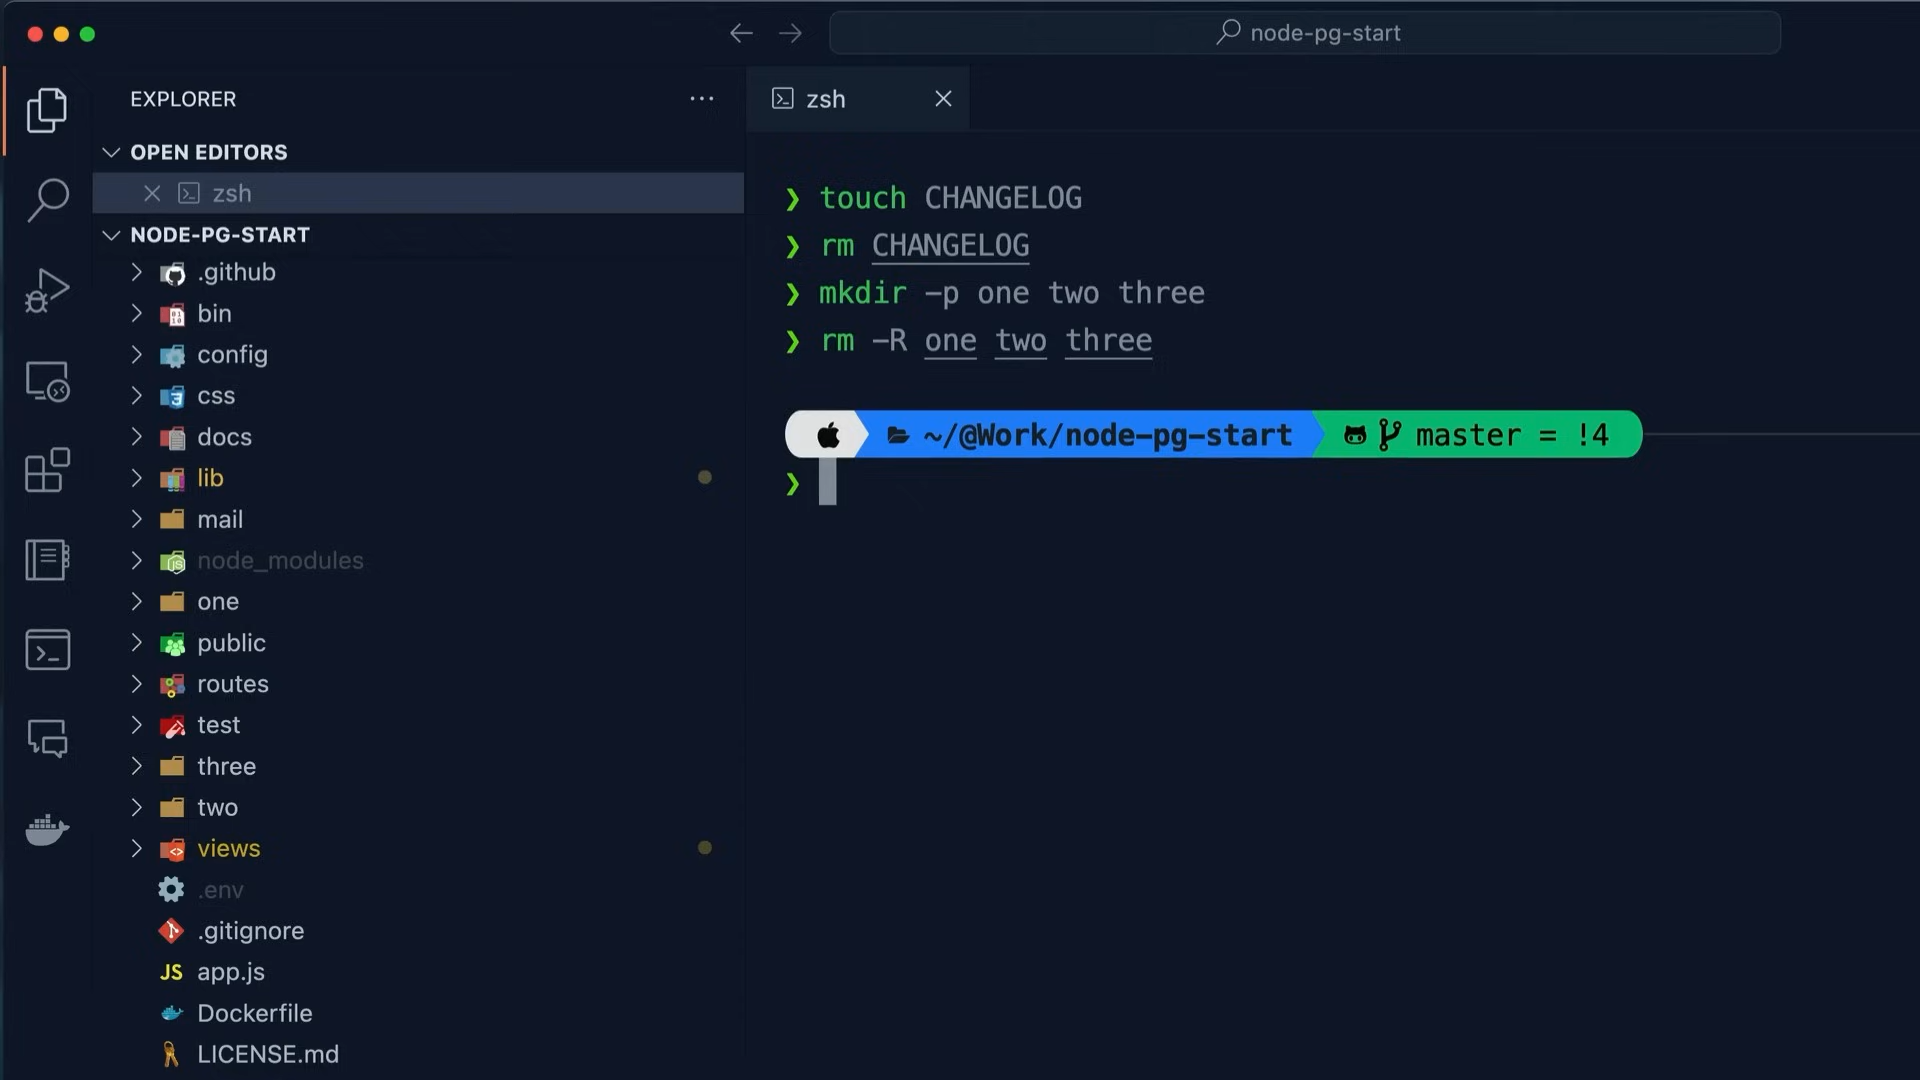 node-pg-start
EXPLORER
zsh
OPEN EDITORS
zsh
NODE-PG-START
.github
bin
config
css
docs
lib
mail
node_modules
one
public
routes
test
three
two
views
.env
.gitignore
JS app.js
Dockerfile
LICENSE.md
❯ touch CHANGELOG
❯ rm CHANGELOG
❯ mkdir -p one two three
❯ rm -R one two three
~/@Work/node-pg-start master = !4
❯